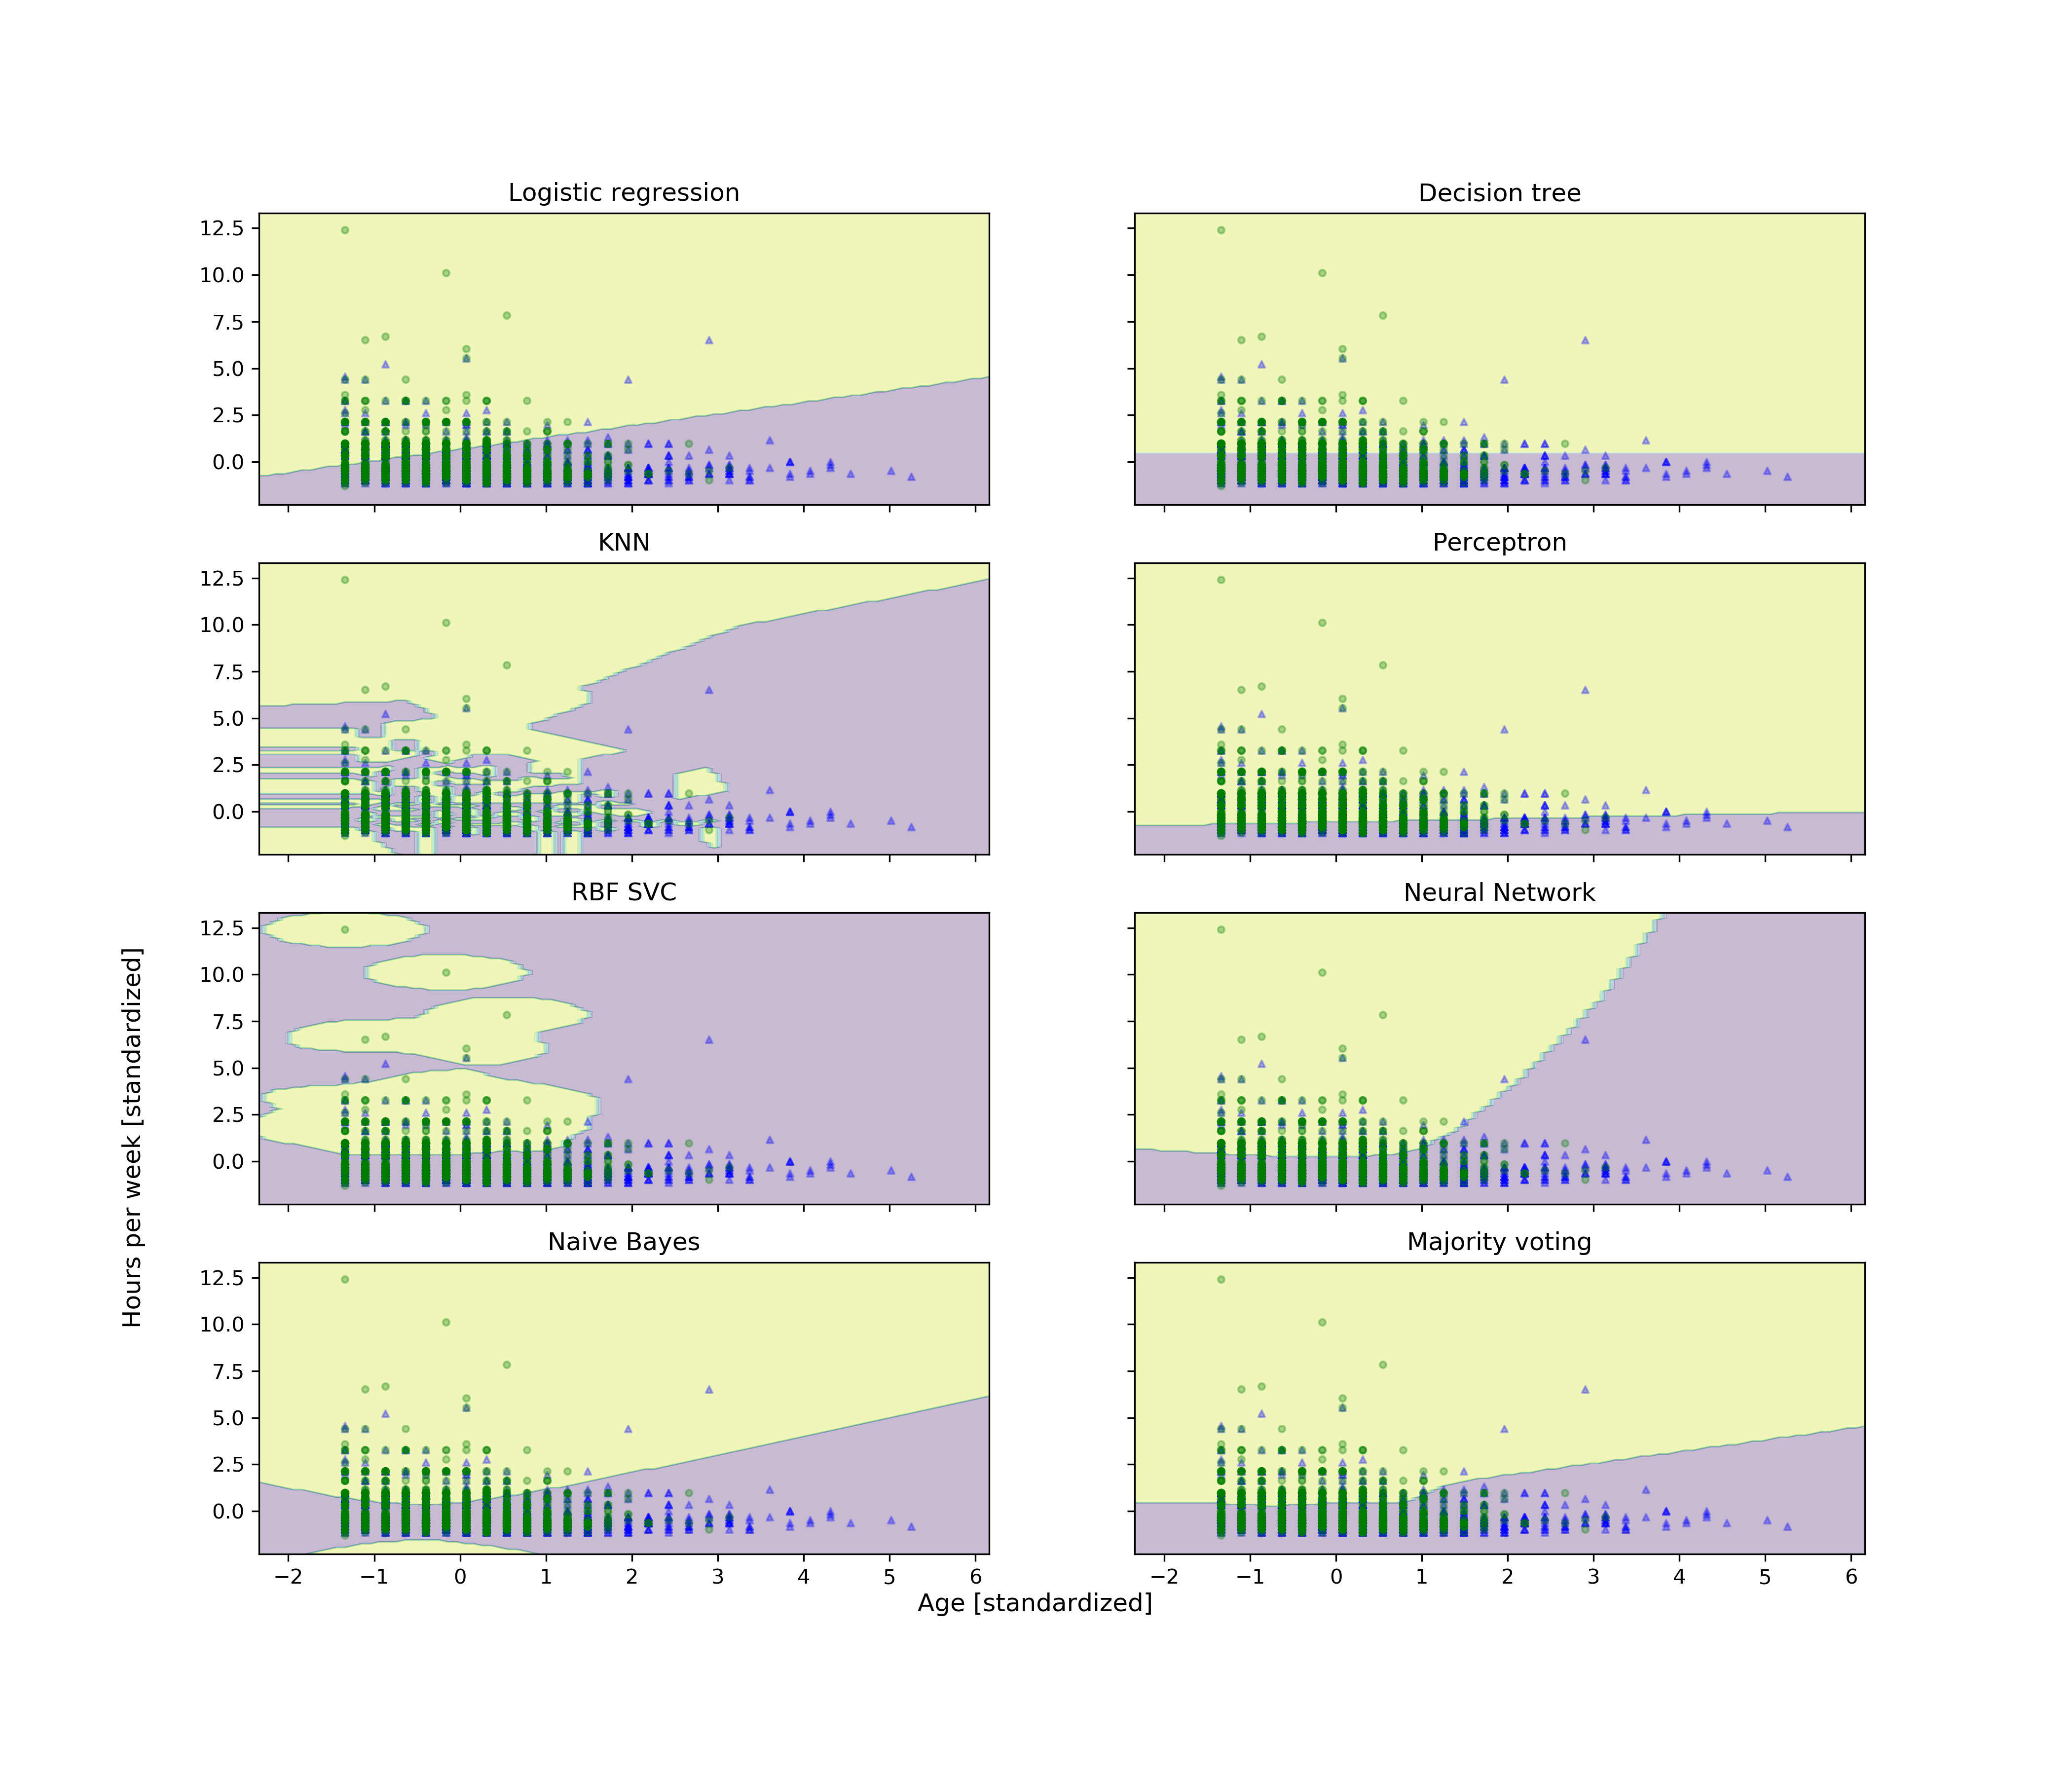 Logistic regression
Decision tree
12.5
10.0
7.5
5.0
2.5
0.0
KNN
Perceptron
12.5
10.0
7.5
5.0
2.5
0.0
RBF SVC
Neural Network
12.5
10.0
7.5
5.0
2.5
0.0
Naive Bayes
Majority voting
12.5
10.0
7.5
5.0
2.5
0.0
−2 −1 0 1 2 3 4 5 6
−2 −1 0 1 2 3 4 5 6
Age [standardized]
Hours per week [standardized]